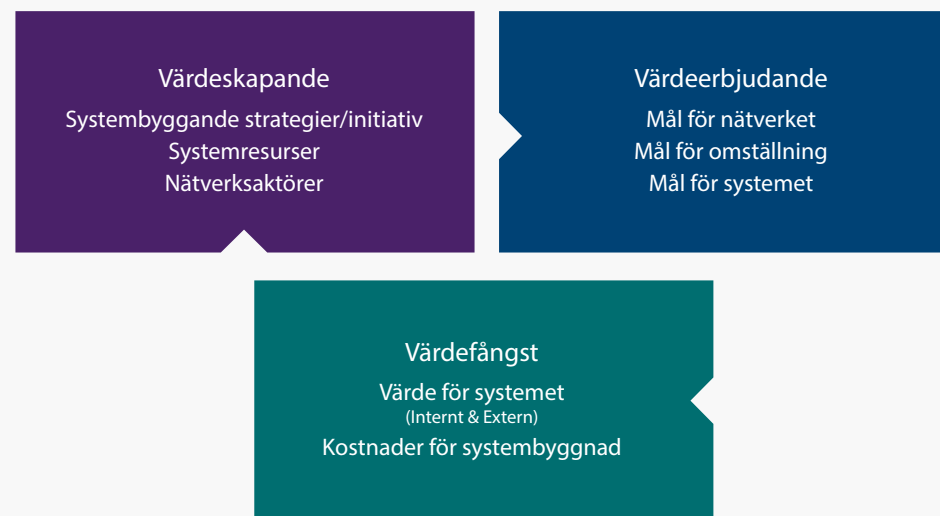 Värdeskapande
Systembyggande strategier/initiativ
Systemresurser
Nätverksaktörer
Värdeerbjudande
Mål för nätverket
Mål för omställning
Mål för systemet
Värdefångst
Värde för systemet
(Internt & Extern)
Kostnader för systembyggnad